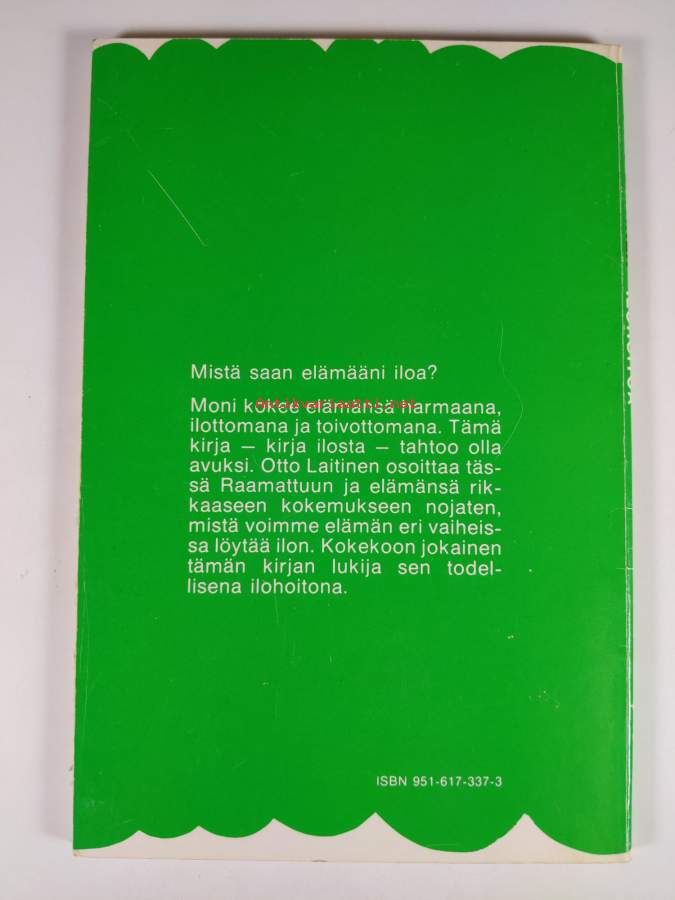 Mistä saan elämääni iloa?
Moni kokee elämänsä harmaana,
ilottomana ja toivottomana. Tämä
kirja — kirja ilosta — tahtoo olla
avuksi. Otto Laitinen osoittaa täs-
sä Raamattuun ja elämänsä rik-
kaaseen kokemukseen nojaten,
mistä voimme elämän eri vaiheis-
sa löytää ilon. Kokekoon jokainen
tämän kirjan lukija sen todel-
lisena ilohoitona.
ISBN 951-617-337-3